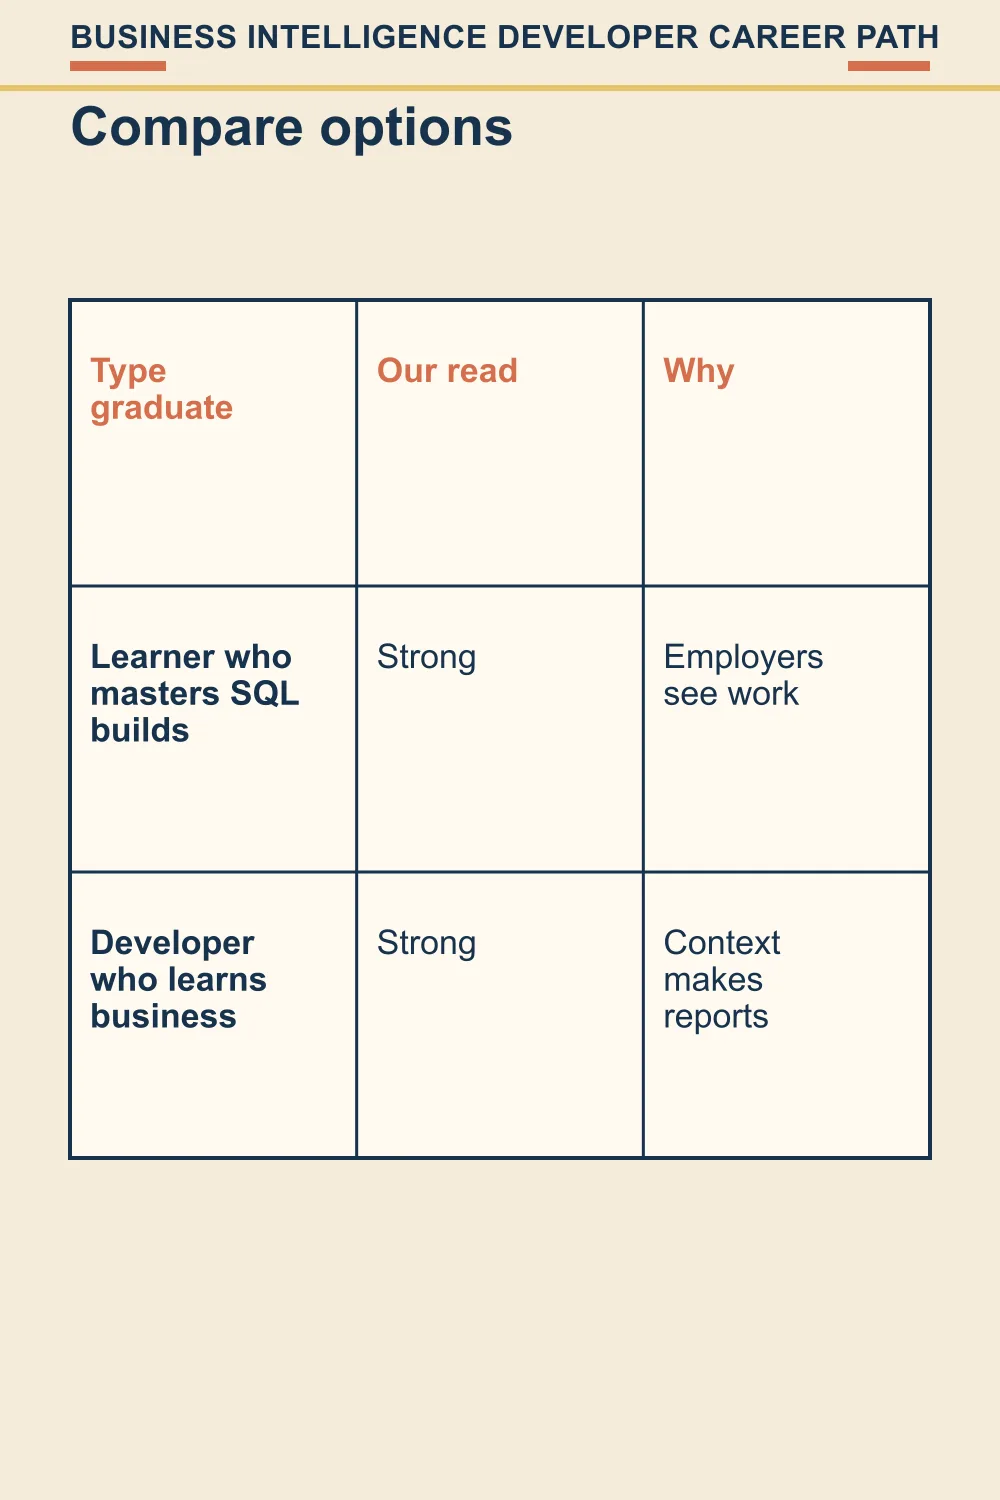 BUSINESS INTELLIGENCE DEVELOPER CAREER PATH
Compare options
Type
graduate
Our read
Why
Learner who
masters SQL
builds
Strong
Employers
see work
Developer
who learns
business
Strong
Context
makes
reports